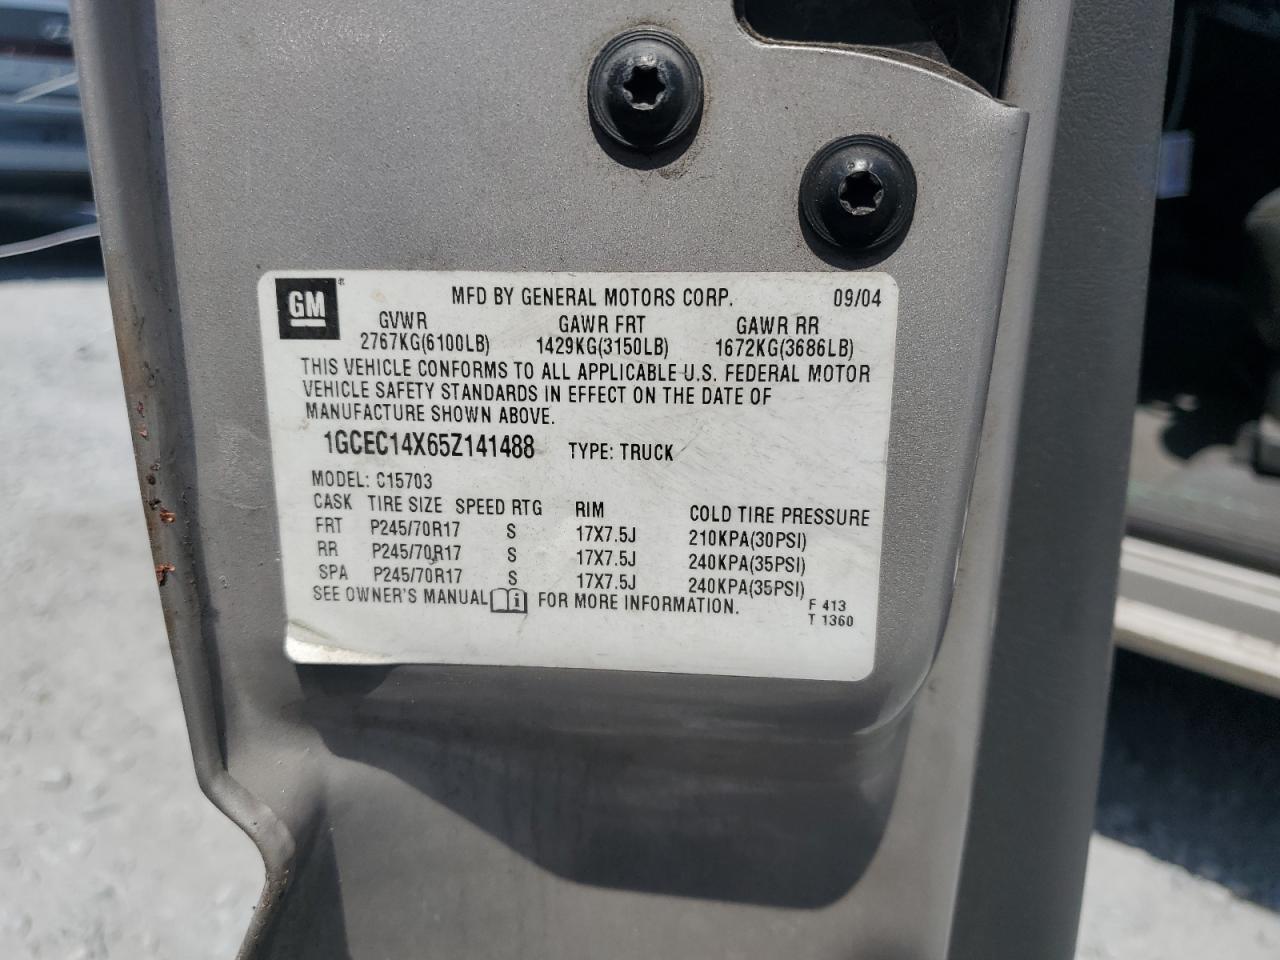 GM® MFD BY GENERAL MOTORS CORP. 09/04
GVWR GAWR FRT GAWR RR
2767KG(6100LB) 1429KG(3150LB) 1672KG(3686LB)
THIS VEHICLE CONFORMS TO ALL APPLICABLE U.S. FEDERAL MOTOR
VEHICLE SAFETY STANDARDS IN EFFECT ON THE DATE OF
MANUFACTURE SHOWN ABOVE.
1GCEC14X65Z141488 TYPE: TRUCK
MODEL: C15703
CASK TIRE SIZE SPEED RTG RIM COLD TIRE PRESSURE
FRT P245/70R17 S 17X7.5J 210KPA(30PSI)
RR P245/70R17 S 17X7.5J 240KPA(35PSI)
SPA P245/70R17 S 17X7.5J 240KPA(35PSI)
SEE OWNER'S MANUAL i FOR MORE INFORMATION. F 413
T 1360